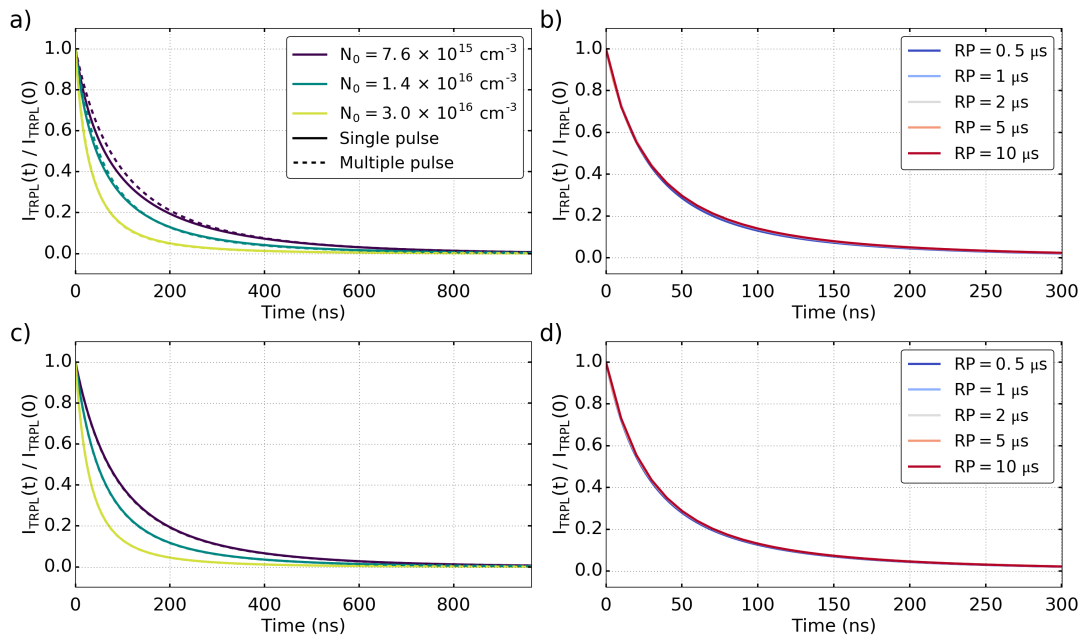 a)
I_TRPL(t) / I_TRPL(0)
1.0
0.8
0.6
0.4
0.2
0.0
N₀ = 7.6 × 10¹⁵ cm⁻³
N₀ = 1.4 × 10¹⁶ cm⁻³
N₀ = 3.0 × 10¹⁶ cm⁻³
Single pulse
Multiple pulse
0 200 400 600 800
Time (ns)
b)
I_TRPL(t) / I_TRPL(0)
1.0
0.8
0.6
0.4
0.2
0.0
RP = 0.5 μs
RP = 1 μs
RP = 2 μs
RP = 5 μs
RP = 10 μs
0 50 100 150 200 250 300
Time (ns)
c)
I_TRPL(t) / I_TRPL(0)
1.0
0.8
0.6
0.4
0.2
0.0
0 200 400 600 800
Time (ns)
d)
I_TRPL(t) / I_TRPL(0)
1.0
0.8
0.6
0.4
0.2
0.0
RP = 0.5 μs
RP = 1 μs
RP = 2 μs
RP = 5 μs
RP = 10 μs
0 50 100 150 200 250 300
Time (ns)